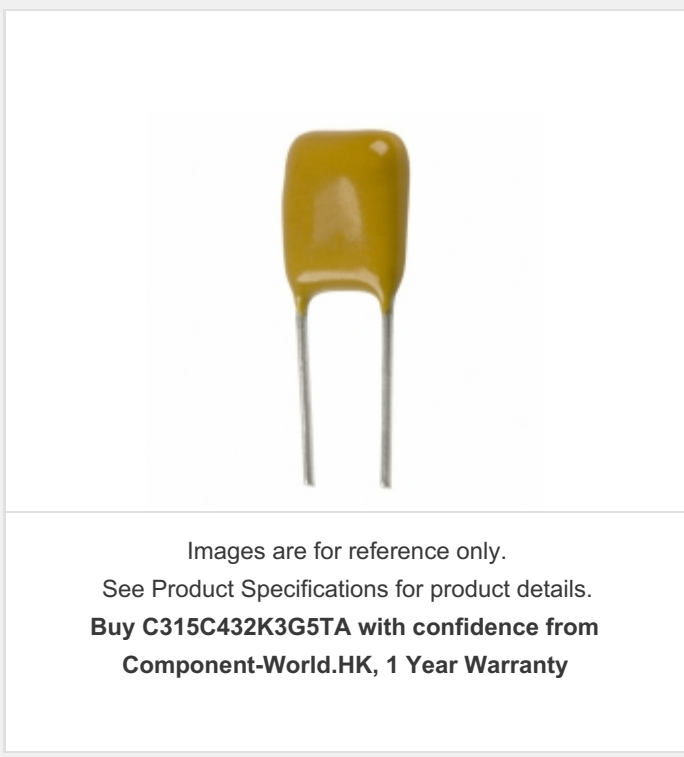 Images are for reference only.
See Product Specifications for product details.
Buy C315C432K3G5TA with confidence from
Component-World.HK, 1 Year Warranty